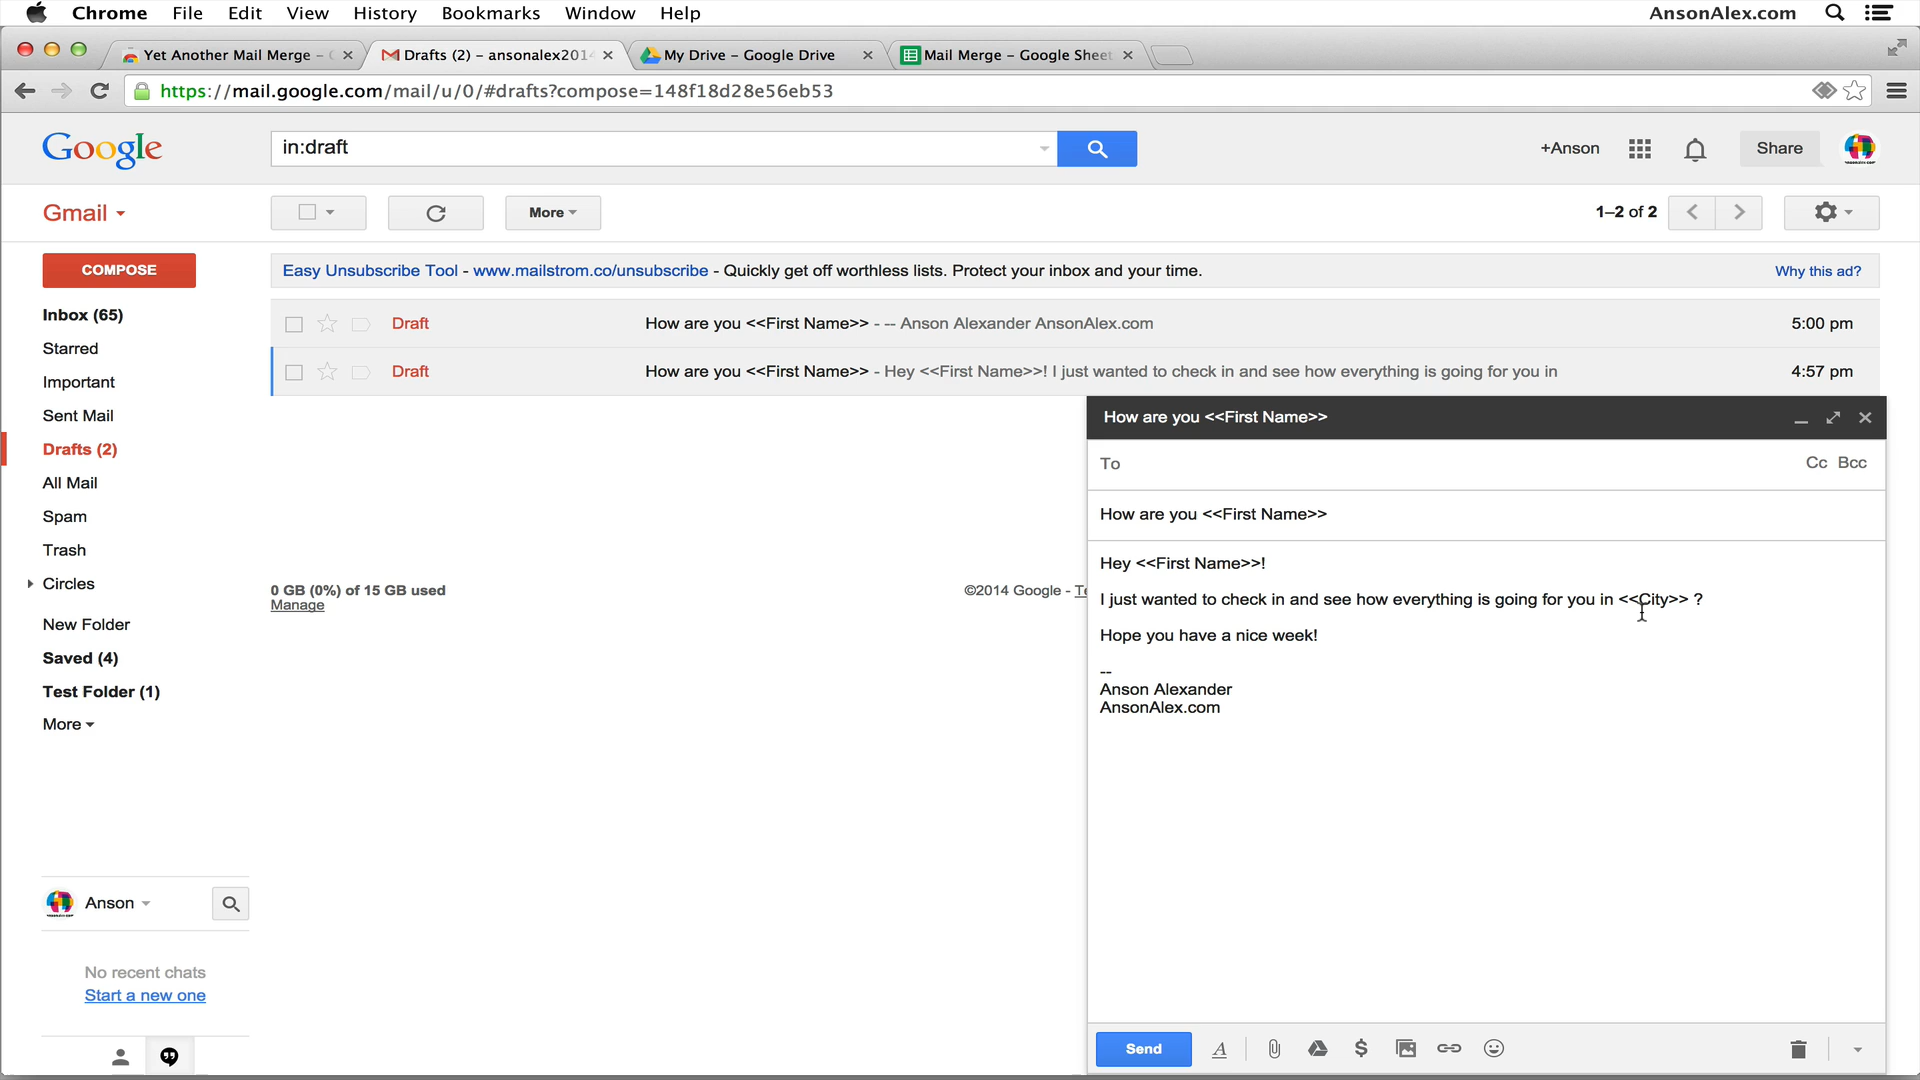 Chrome File Edit View History Bookmarks Window Help AnsonAlex.com
Yet Another Mail Merge – Drafts (2) – ansonalex201 My Drive – Google Drive Mail Merge – Google Sheet
https://mail.google.com/mail/u/0/#drafts?compose=148f18d28e56eb53
Google in:draft +Anson Share
Gmail More 1–2 of 2
COMPOSE
Easy Unsubscribe Tool - www.mailstrom.co/unsubscribe - Quickly get off worthless lists. Protect your inbox and your time. Why this ad?
Inbox (65)
Draft How are you <<First Name>> - -- Anson Alexander AnsonAlex.com 5:00 pm
Starred
Draft How are you <<First Name>> - Hey <<First Name>>! I just wanted to check in and see how everything is going for you in 4:57 pm
Important
Sent Mail
Drafts (2)
All Mail
Spam
Trash
Circles
New Folder
Saved (4)
Test Folder (1)
More
0 GB (0%) of 15 GB used
Manage
©2014 Google - Te
How are you <<First Name>>
To Cc Bcc
How are you <<First Name>>
Hey <<First Name>>!
I just wanted to check in and see how everything is going for you in <<City>> ?
Hope you have a nice week!
--
Anson Alexander
AnsonAlex.com
Anson
No recent chats
Start a new one
Send